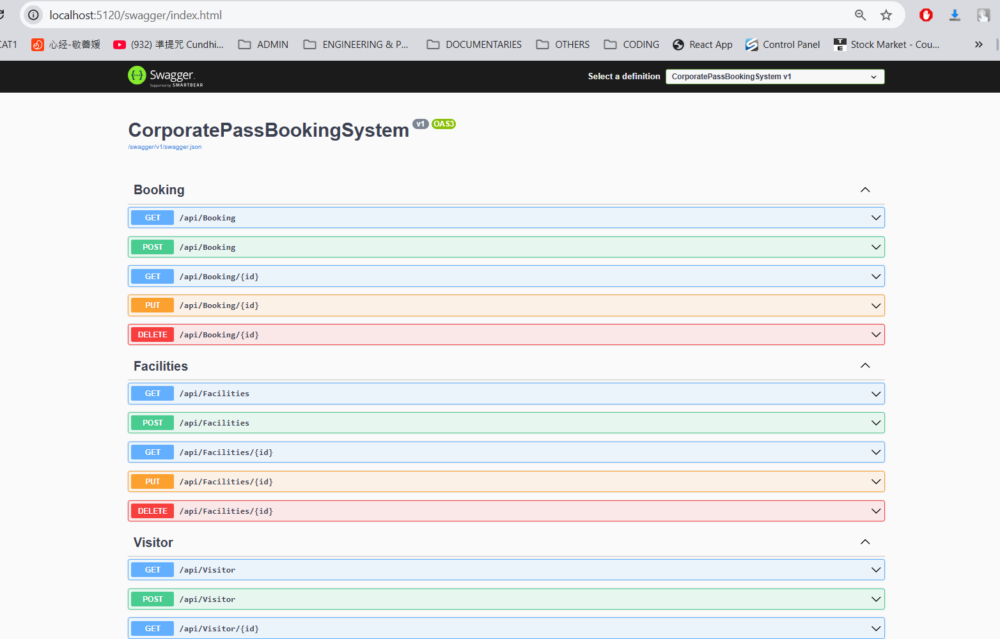 localhost:5120/swagger/index.html
CAT1 心经-敬善媛 (932) 準提咒 Cundhi... ADMIN ENGINEERING & P... DOCUMENTARIES OTHERS CODING React App Control Panel TE Stock Market - Cou...
Swagger. Supported by SMARTBEAR Select a definition CorporatePassBookingSystem v1
CorporatePassBookingSystem v1 OAS3
/swagger/v1/swagger.json
Booking
GET /api/Booking
POST /api/Booking
GET /api/Booking/{id}
PUT /api/Booking/{id}
DELETE /api/Booking/{id}
Facilities
GET /api/Facilities
POST /api/Facilities
GET /api/Facilities/{id}
PUT /api/Facilities/{id}
DELETE /api/Facilities/{id}
Visitor
GET /api/Visitor
POST /api/Visitor
GET /api/Visitor/{id}